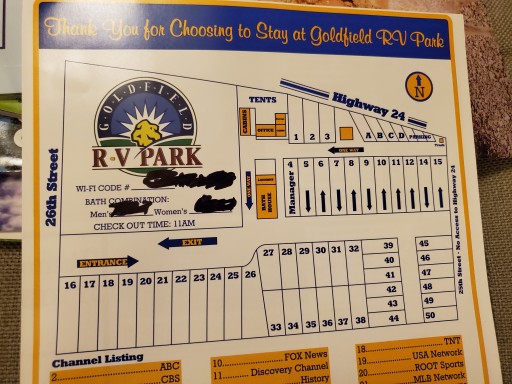 Thank You for Choosing to Stay at Goldfield RV Park
26th Street
GOLDFIELD
R·V PARK
WI-FI CODE #
BATH COMBINATION:
Men's Women's
CHECK OUT TIME: 11AM
ENTRANCE
EXIT
TENTS
CABINS
OFFICE
Highway 24
N
1 2 3
A B C D PARKING
ONE WAY
LAUNDRY
BATH HOUSE
Manager
4 5 6 7 8 9 10 11 12 13 14 15
25th Street - No Access to Highway 24
16 17 18 19 20 21 22 23 24 25 26
27 28 29 30 31 32
33 34 35 36 37 38
39
40
41
42
43
44
45
46
47
48
49
50
Channel Listing
2 ABC
CBS
10 FOX News
11 Discovery Channel
History
18 TNT
19 USA Network
20 ROOT Sports
21 MLB Network